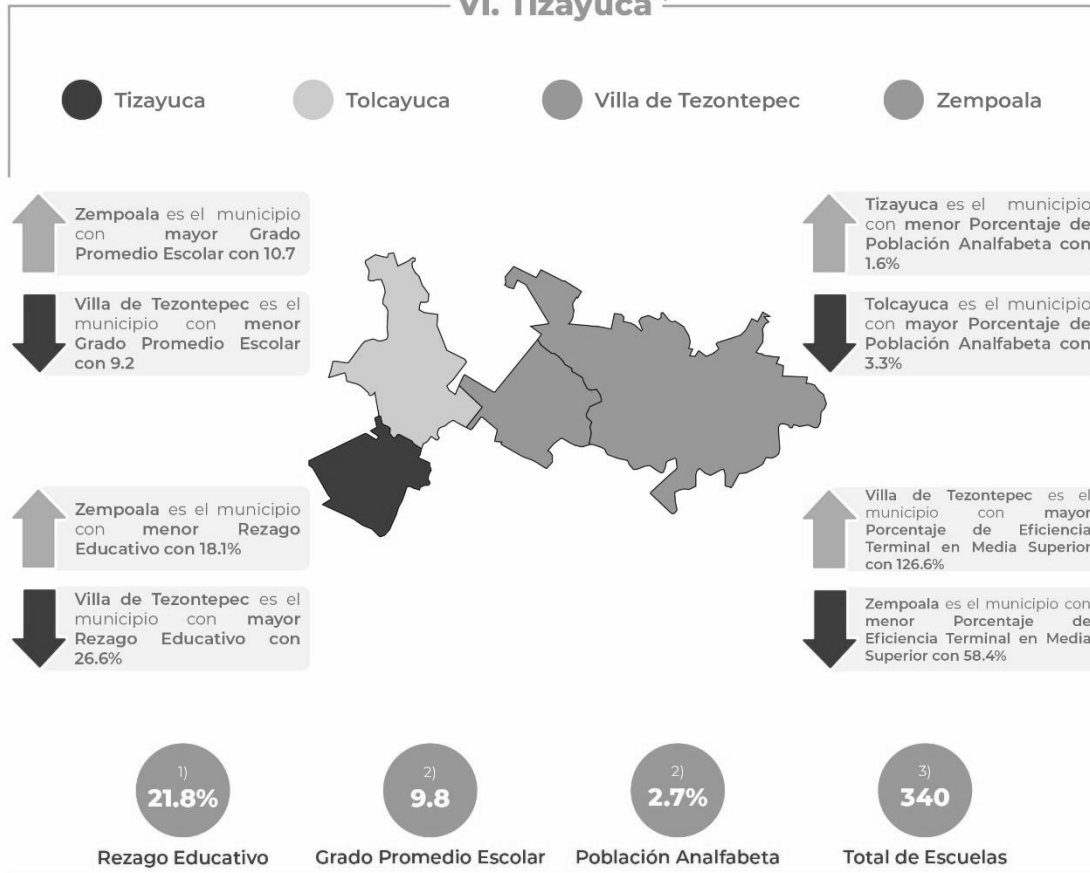 VI. Tizayuca
Tizayuca
Tolcayuca
Villa de Tezontepec
Zempoala
Zempoala es el municipio
con mayor Grado
Promedio Escolar con 10.7
Villa de Tezontepec es el
municipio con menor
Grado Promedio Escolar
con 9.2
Tizayuca es el municipio
con menor Porcentaje de
Población Analfabeta con
1.6%
Tolcayuca es el municipio
con mayor Porcentaje de
Población Analfabeta con
3.3%
Zempoala es el municipio
con menor Rezago
Educativo con 18.1%
Villa de Tezontepec es el
municipio con mayor
Rezago Educativo con
26.6%
Villa de Tezontepec es el
municipio con mayor
Porcentaje de Eficiencia
Terminal en Media Superior
con 126.6%
Zempoala es el municipio con
menor Porcentaje de
Eficiencia Terminal en Media
Superior con 58.4%
1)
21.8%
Rezago Educativo
2)
9.8
Grado Promedio Escolar
2)
2.7%
Población Analfabeta
3)
340
Total de Escuelas